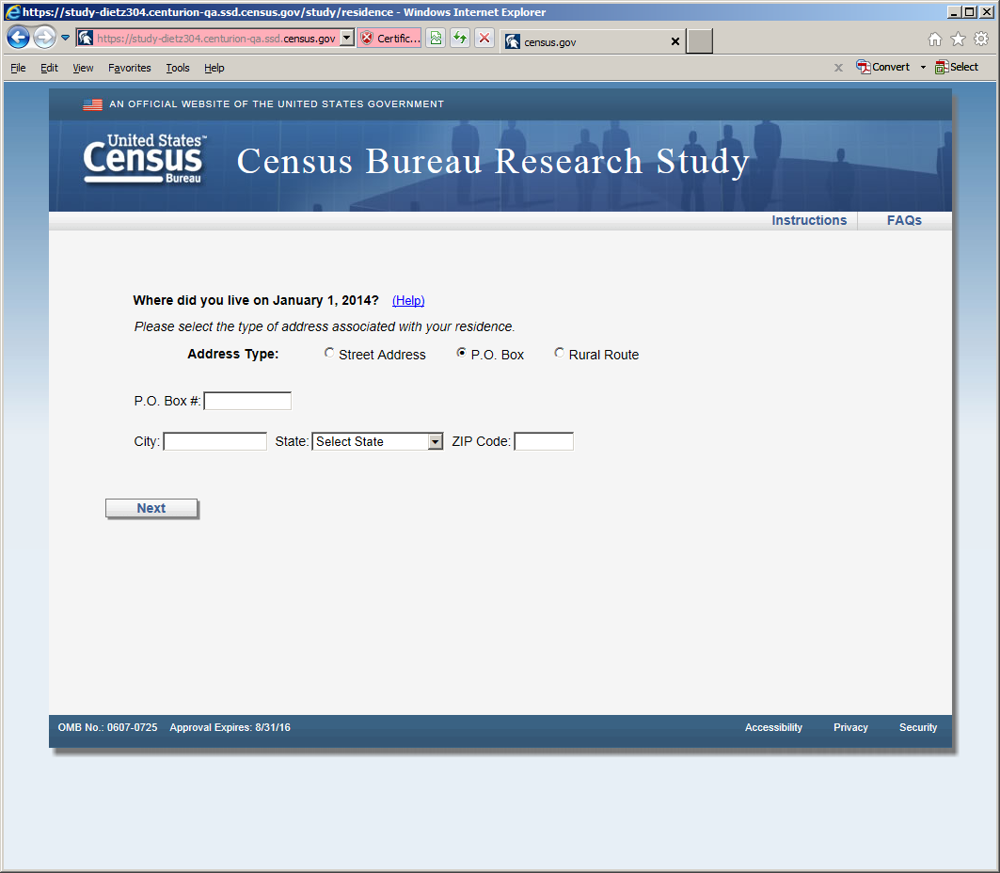 https://study-dietz304.centurion-qa.ssd.census.gov/study/residence - Windows Internet Explorer
https://study-dietz304.centurion-qa.ssd.census.gov Certific... census.gov
File Edit View Favorites Tools Help Convert Select
AN OFFICIAL WEBSITE OF THE UNITED STATES GOVERNMENT
United States™
Census
Bureau
Census Bureau Research Study
Instructions FAQs
Where did you live on January 1, 2014? (Help)
Please select the type of address associated with your residence.
Address Type: Street Address P.O. Box Rural Route
P.O. Box #:
City: State: Select State ZIP Code:
Next
OMB No.: 0607-0725 Approval Expires: 8/31/16 Accessibility Privacy Security